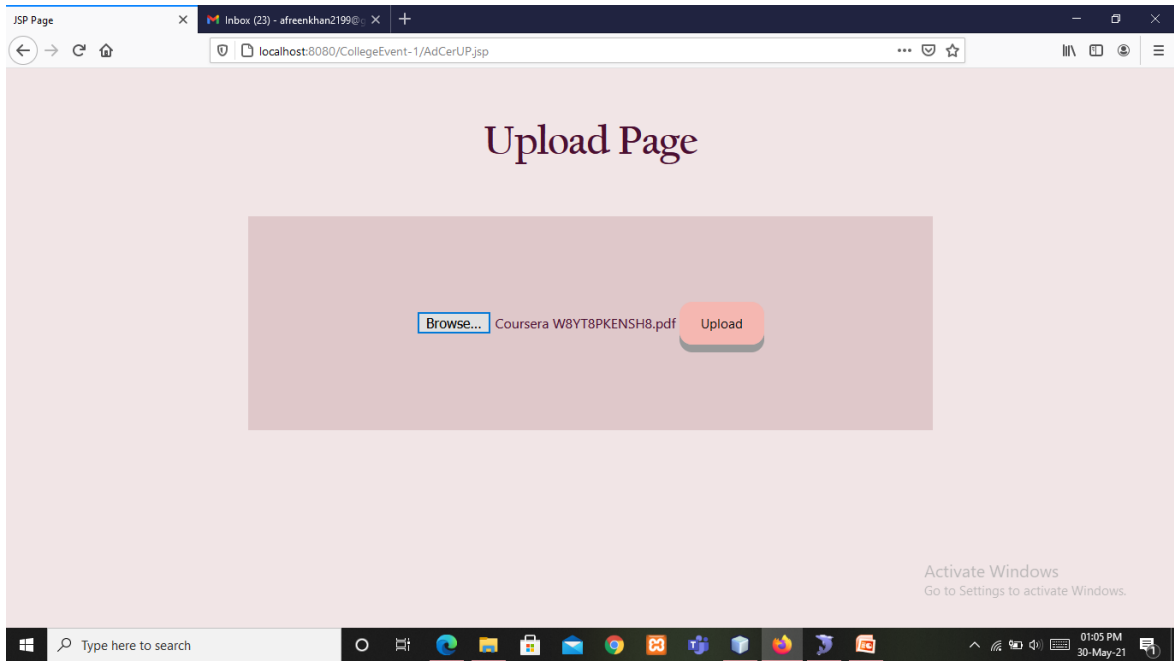 JSP Page
Inbox (23) - afreenkhan2199@g
localhost:8080/CollegeEvent-1/AdCerUP.jsp
Upload Page
Browse... Coursera W8YT8PKENSH8.pdf Upload
Activate Windows
Go to Settings to activate Windows.
Type here to search
01:05 PM
30-May-21
1